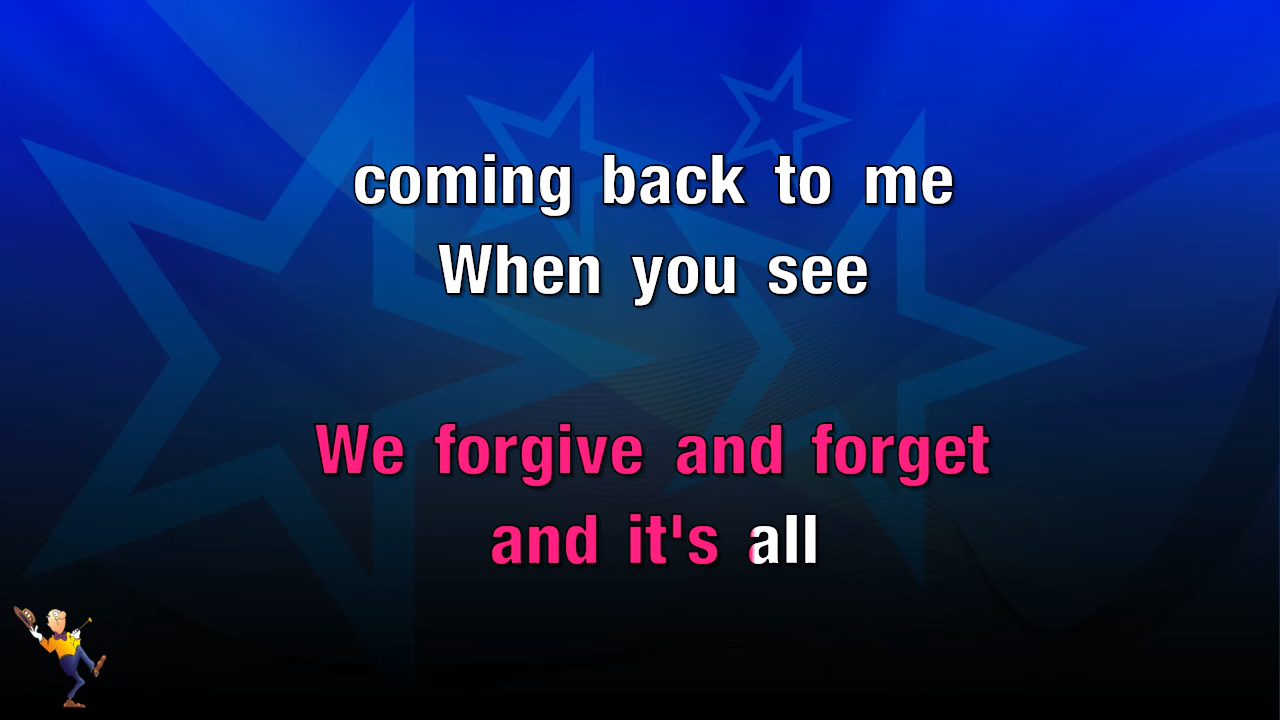 coming back to me
When you see
We forgive and forget
and it's all